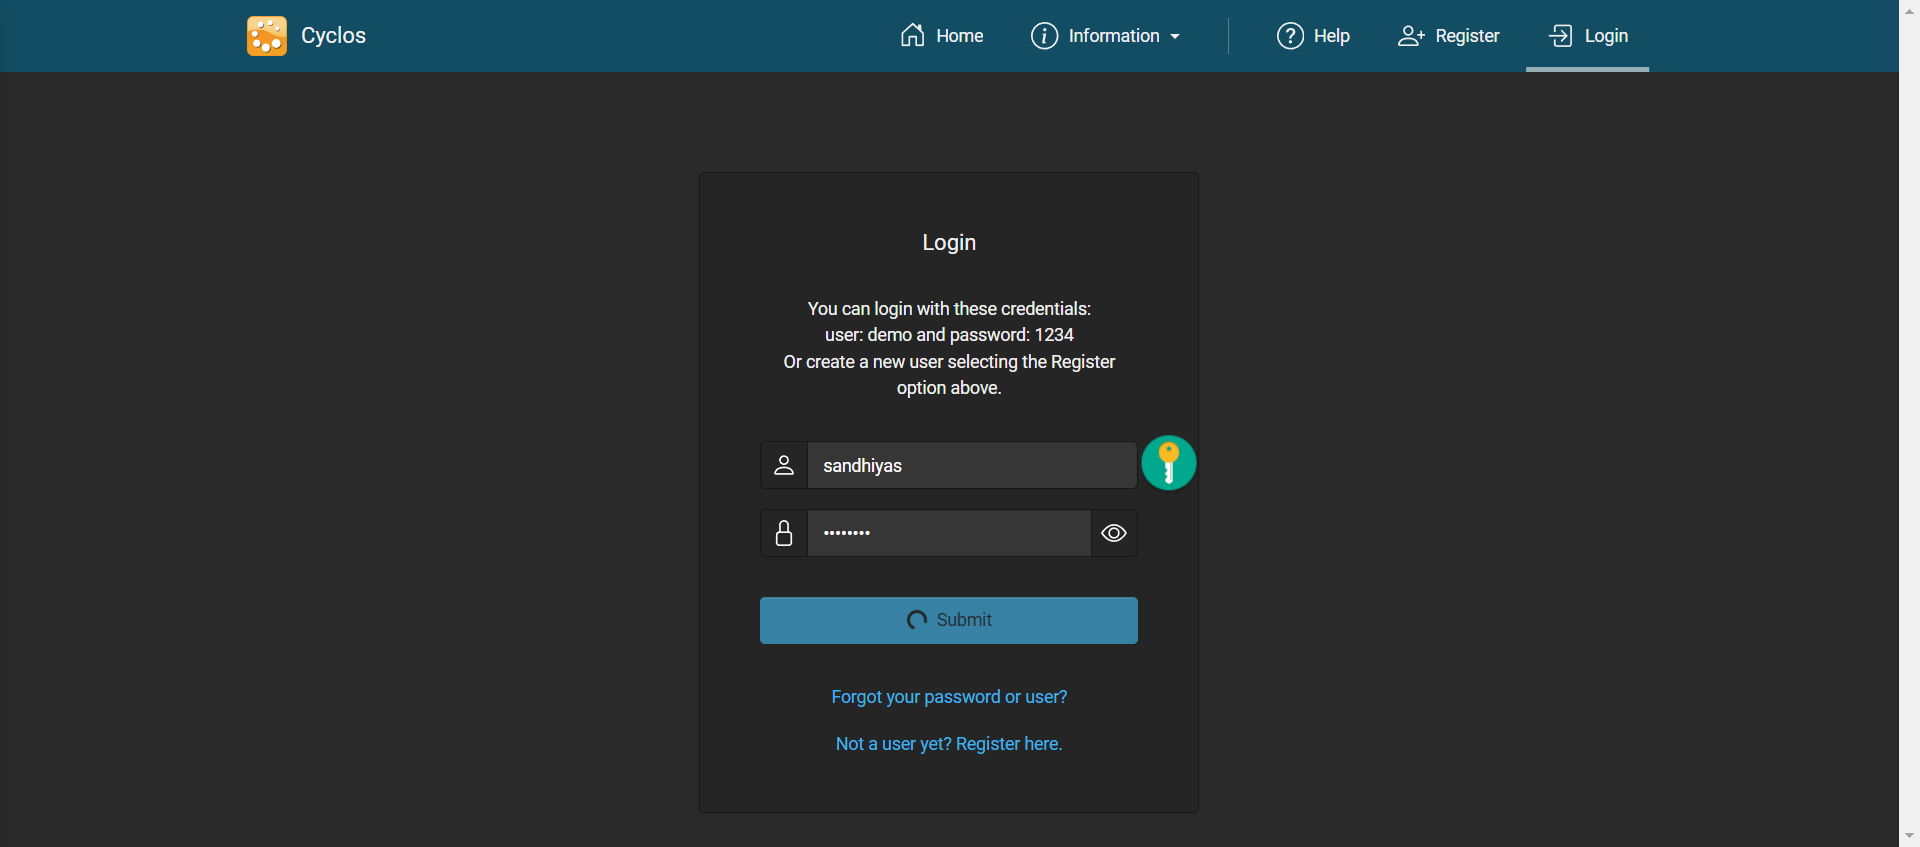 Cyclos
Home
Information
Help
Register
Login
Login
You can login with these credentials:
user: demo and password: 1234
Or create a new user selecting the Register
option above.
sandhiyas
••••••••
Submit
Forgot your password or user?
Not a user yet? Register here.